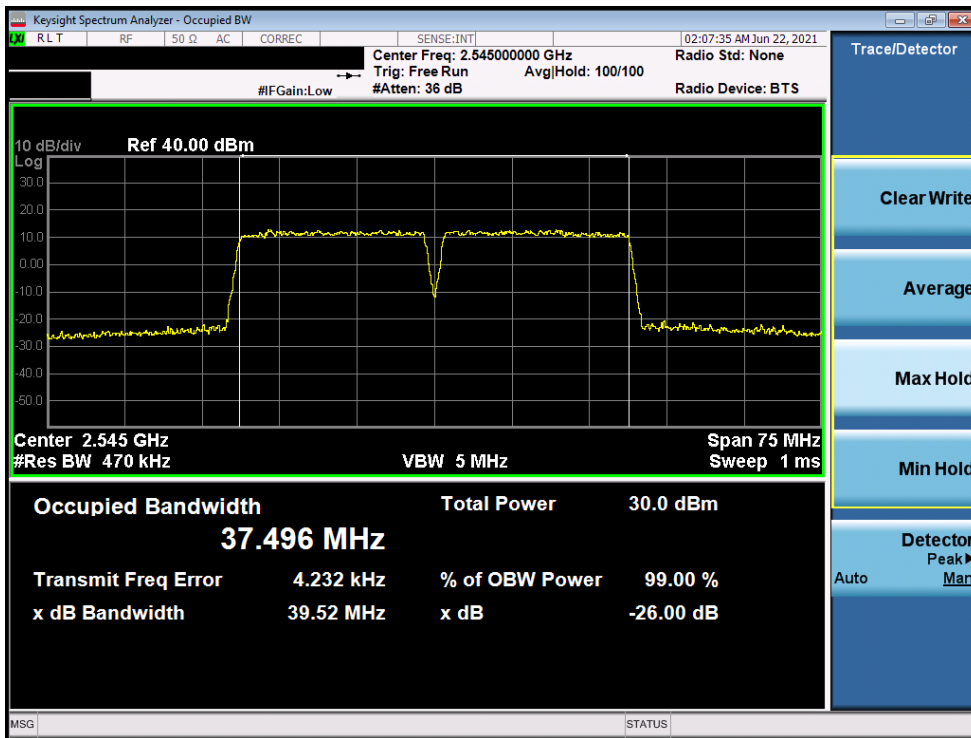 Keysight Spectrum Analyzer - Occupied BW
LXI RLT RF 50 Ω AC CORREC SENSE:INT 02:07:35 AM Jun 22, 2021
Center Freq: 2.545000000 GHz Radio Std: None
Trig: Free Run Avg|Hold: 100/100
#IFGain:Low #Atten: 36 dB Radio Device: BTS
10 dB/div Ref 40.00 dBm
Log
30.0
20.0
10.0
0.00
-10.0
-20.0
-30.0
-40.0
-50.0
Center 2.545 GHz Span 75 MHz
#Res BW 470 kHz VBW 5 MHz Sweep 1 ms
Occupied Bandwidth Total Power 30.0 dBm
37.496 MHz
Transmit Freq Error 4.232 kHz % of OBW Power 99.00 %
x dB Bandwidth 39.52 MHz x dB -26.00 dB
MSG STATUS
Trace/Detector
Clear Write
Average
Max Hold
Min Hold
Detector
Peak▶
Auto Man